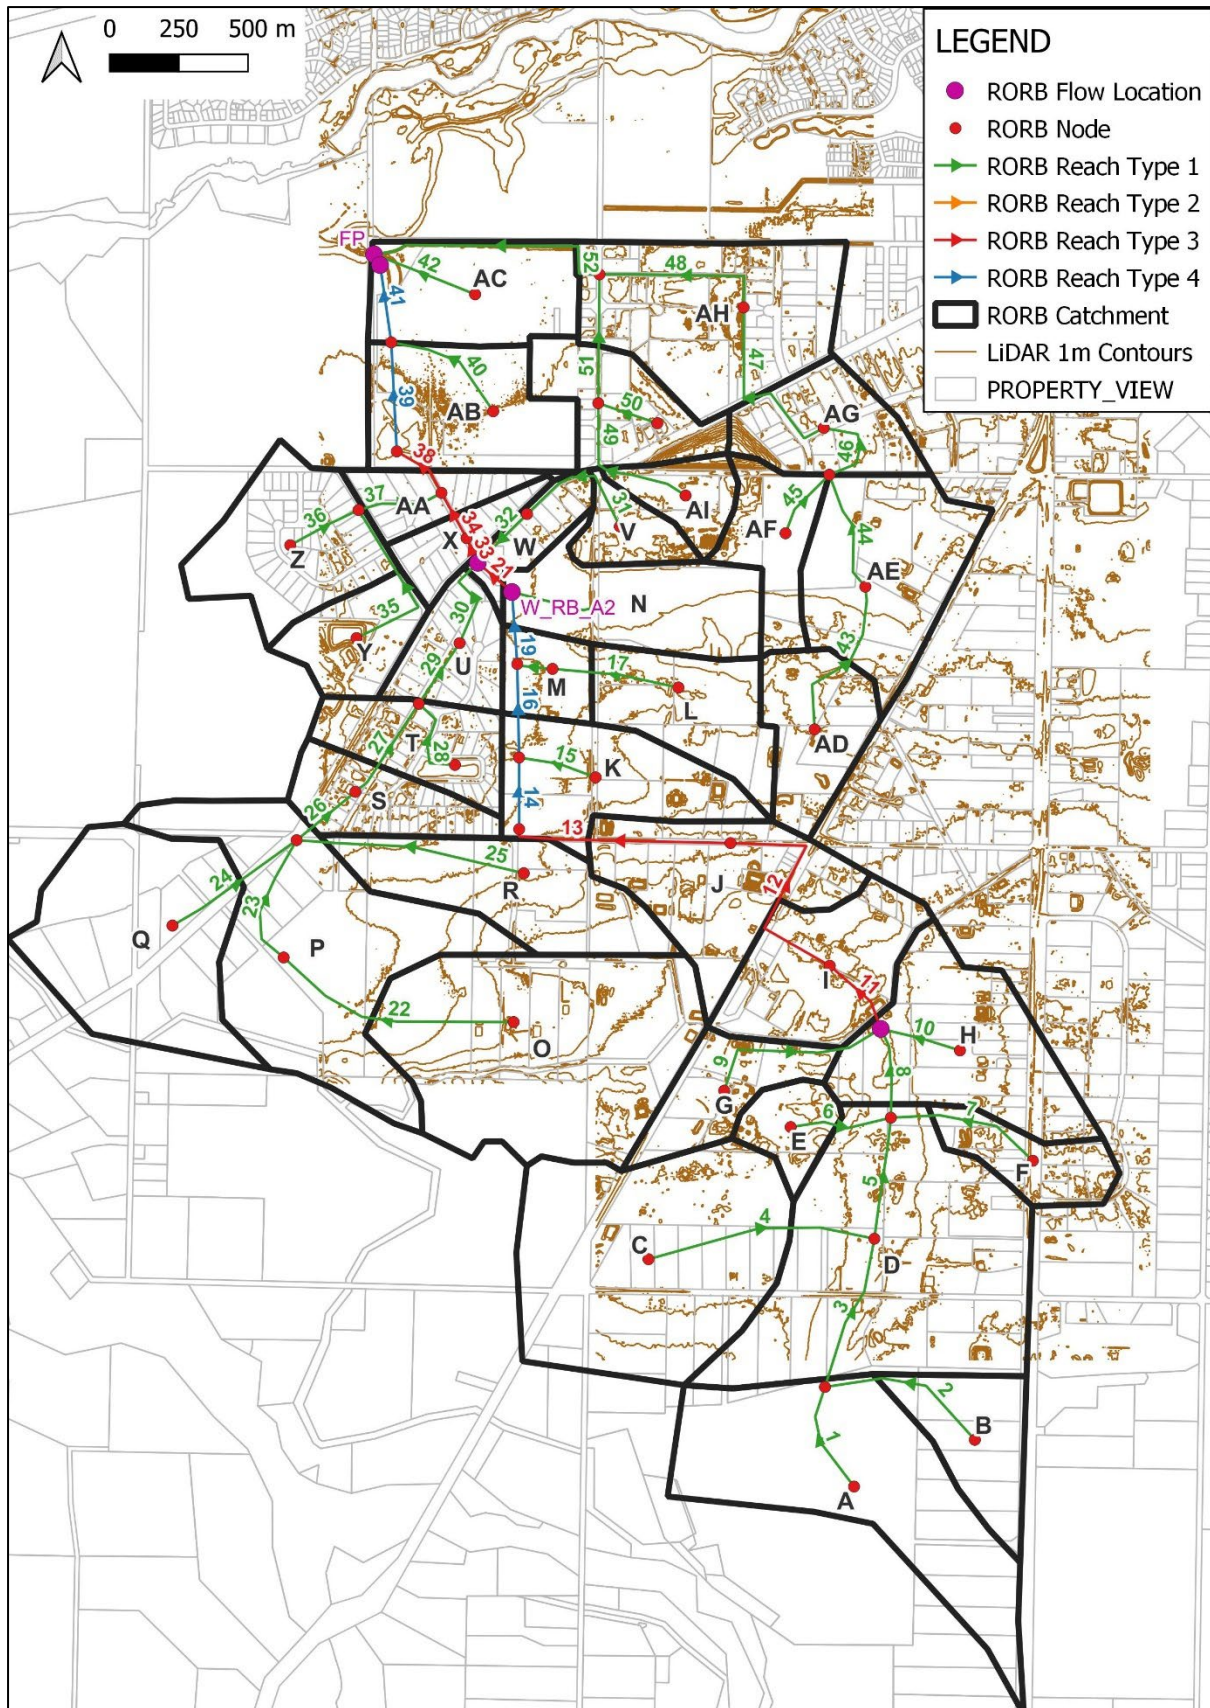 0 250 500 m
LEGEND
RORB Flow Location
RORB Node
RORB Reach Type 1
RORB Reach Type 2
RORB Reach Type 3
RORB Reach Type 4
RORB Catchment
LiDAR 1m Contours
PROPERTY_VIEW
FP
42
AC
41
52
48
AH
47
51
40
39
AB
50
49
AG
46
38
37
AA
36
Z
34
X
33
32
W
31
V
AI
45
AF
44
AE
21
W_RB_A2
N
35
Y
30
U
29
19
M
17
L
16
43
AD
T
28
27
15
K
S
26
14
13
J
12
25
R
24
23
Q
P
22
O
I
11
10
H
9
8
G
E
6
7
F
5
4
C
D
3
2
B
1
A